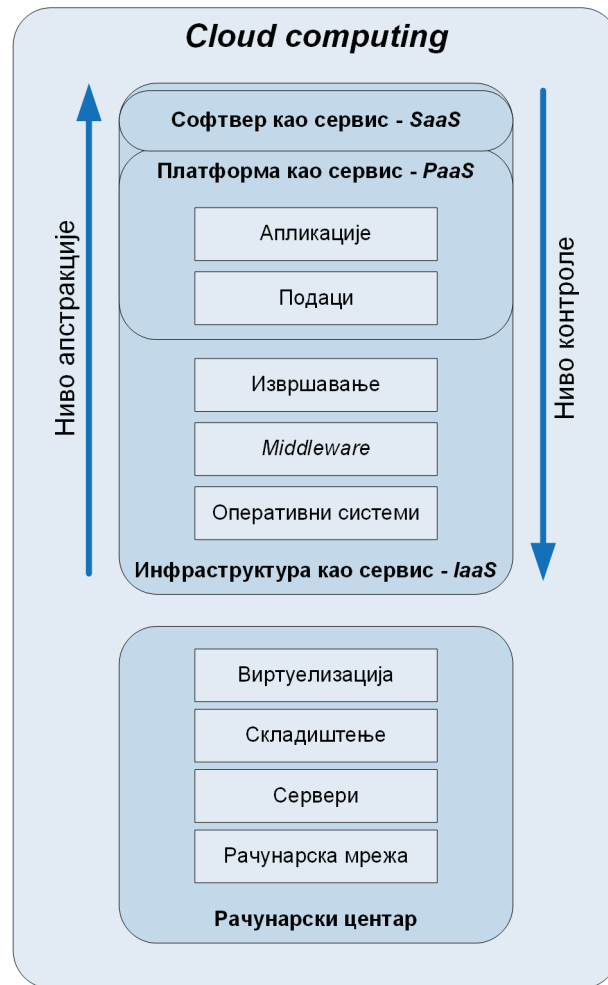 Cloud computing
Софтвер као сервис - SaaS
Платформа као сервис - PaaS
Апликације
Подаци
Извршавање
Middleware
Оперативни системи
Инфраструктура као сервис - IaaS
Виртуелизација
Складиштење
Сервери
Рачунарска мрежа
Рачунарски центар
Ниво апстракције
Ниво контроле